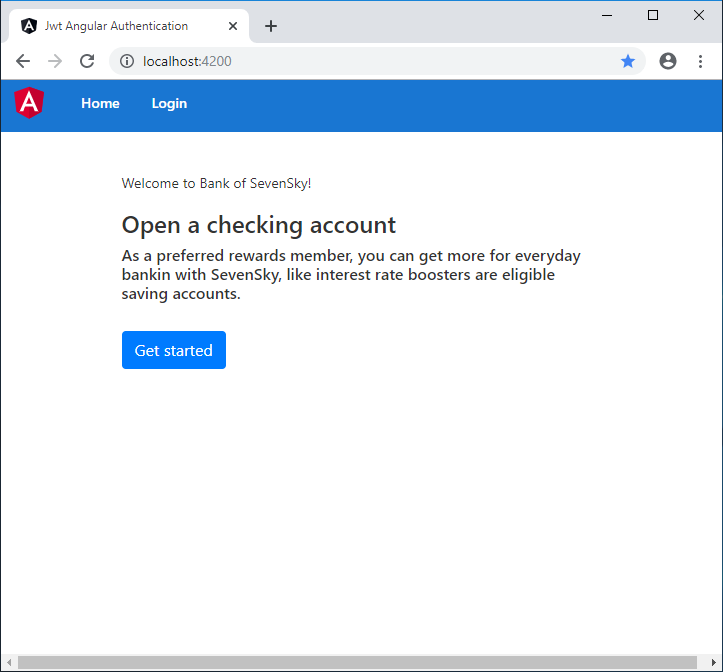 Jwt Angular Authentication
localhost:4200
Home Login
Welcome to Bank of SevenSky!
Open a checking account
As a preferred rewards member, you can get more for everyday
bankin with SevenSky, like interest rate boosters are eligible
saving accounts.
Get started